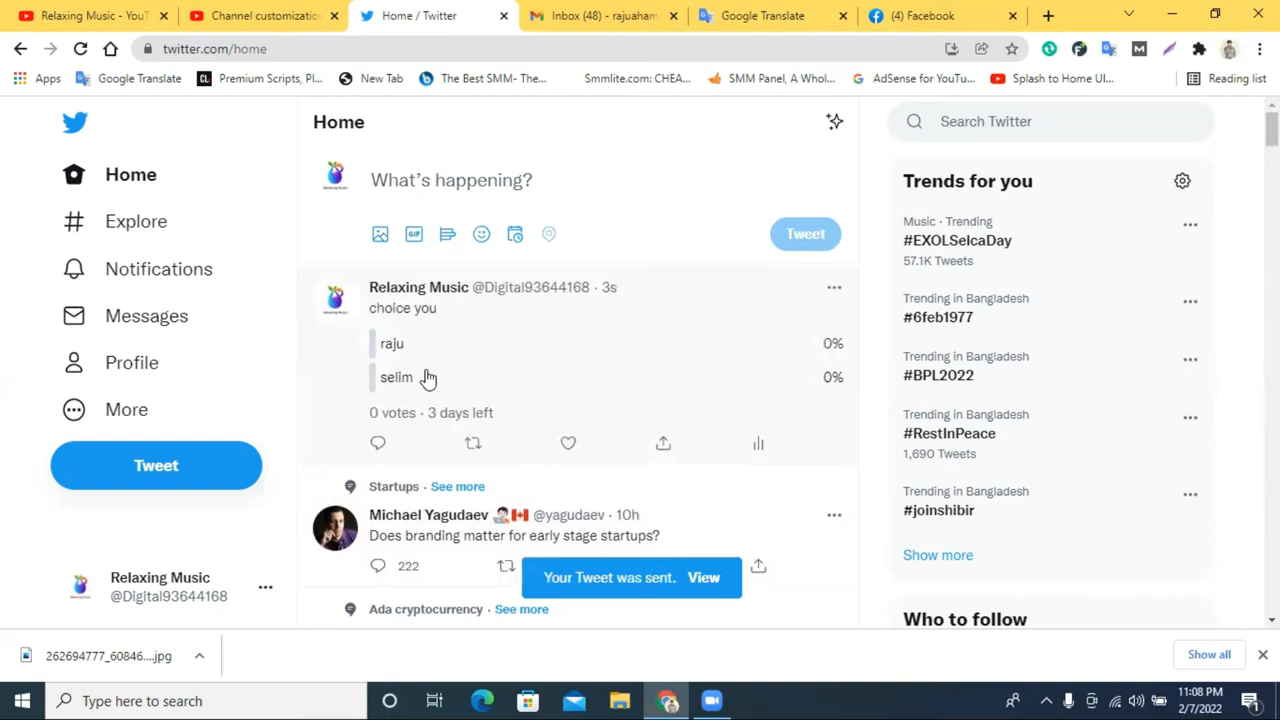 Relaxing Music - YouT
Channel customizatio
Home / Twitter
Inbox (48) - rajuaham
Google Translate
(4) Facebook
twitter.com/home
Apps
Google Translate
Premium Scripts, Pl...
New Tab
The Best SMM- The...
Smmlite.com: CHEA...
SMM Panel, A Whol...
AdSense for YouTu...
Splash to Home UI...
Reading list
Home
Explore
Notifications
Messages
Profile
More
Tweet
Relaxing Music
@Digital93644168
Home
What's happening?
GIF
Tweet
Relaxing Music @Digital93644168 · 3s
choice you
raju 0%
selim 0%
0 votes · 3 days left
Startups · See more
Michael Yagudaev @yagudaev · 10h
Does branding matter for early stage startups?
222
Your Tweet was sent. View
Ada cryptocurrency · See more
Search Twitter
Trends for you
Music · Trending
#EXOLSelcaDay
57.1K Tweets
Trending in Bangladesh
#6feb1977
Trending in Bangladesh
#BPL2022
Trending in Bangladesh
#RestInPeace
1,690 Tweets
Trending in Bangladesh
#joinshibir
Show more
Who to follow
262694777_60846....jpg
Show all
Type here to search
11:08 PM
2/7/2022